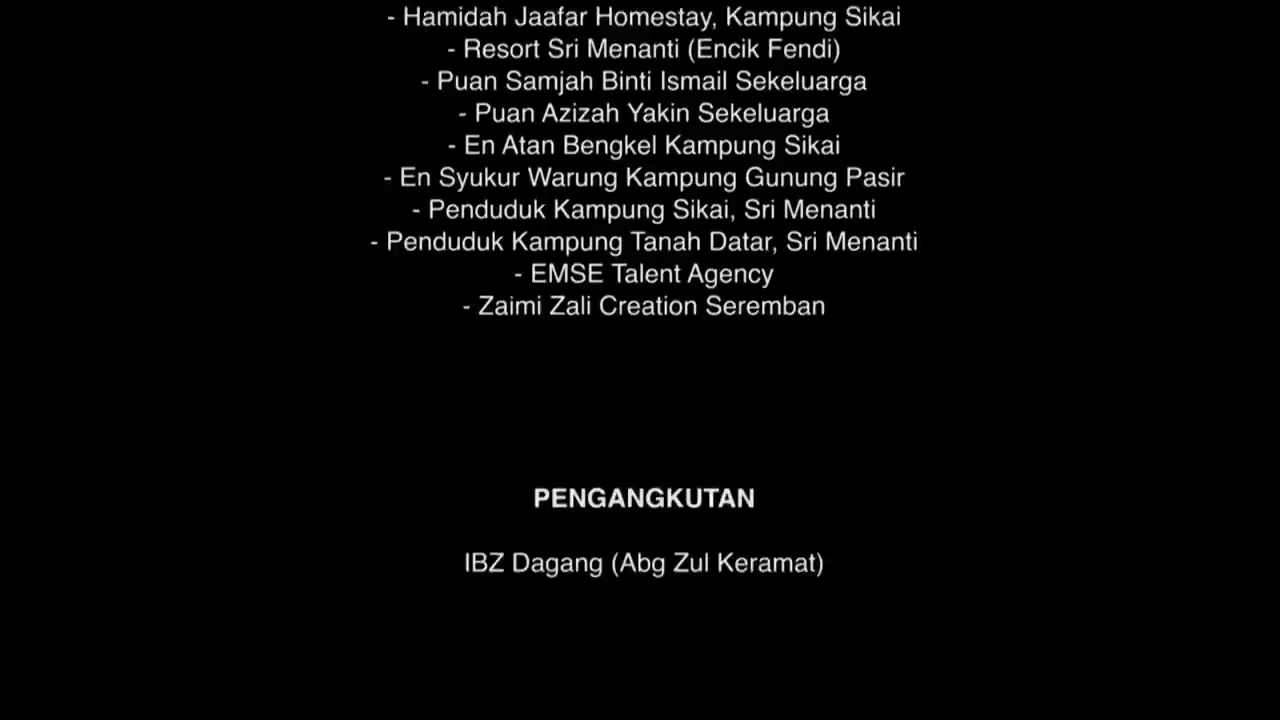 - Hamidah Jaafar Homestay, Kampung Sikai
- Resort Sri Menanti (Encik Fendi)
- Puan Samjah Binti Ismail Sekeluarga
- Puan Azizah Yakin Sekeluarga
- En Atan Bengkel Kampung Sikai
- En Syukur Warung Kampung Gunung Pasir
- Penduduk Kampung Sikai, Sri Menanti
- Penduduk Kampung Tanah Datar, Sri Menanti
- EMSE Talent Agency
- Zaimi Zali Creation Seremban
PENGANGKUTAN
IBZ Dagang (Abg Zul Keramat)